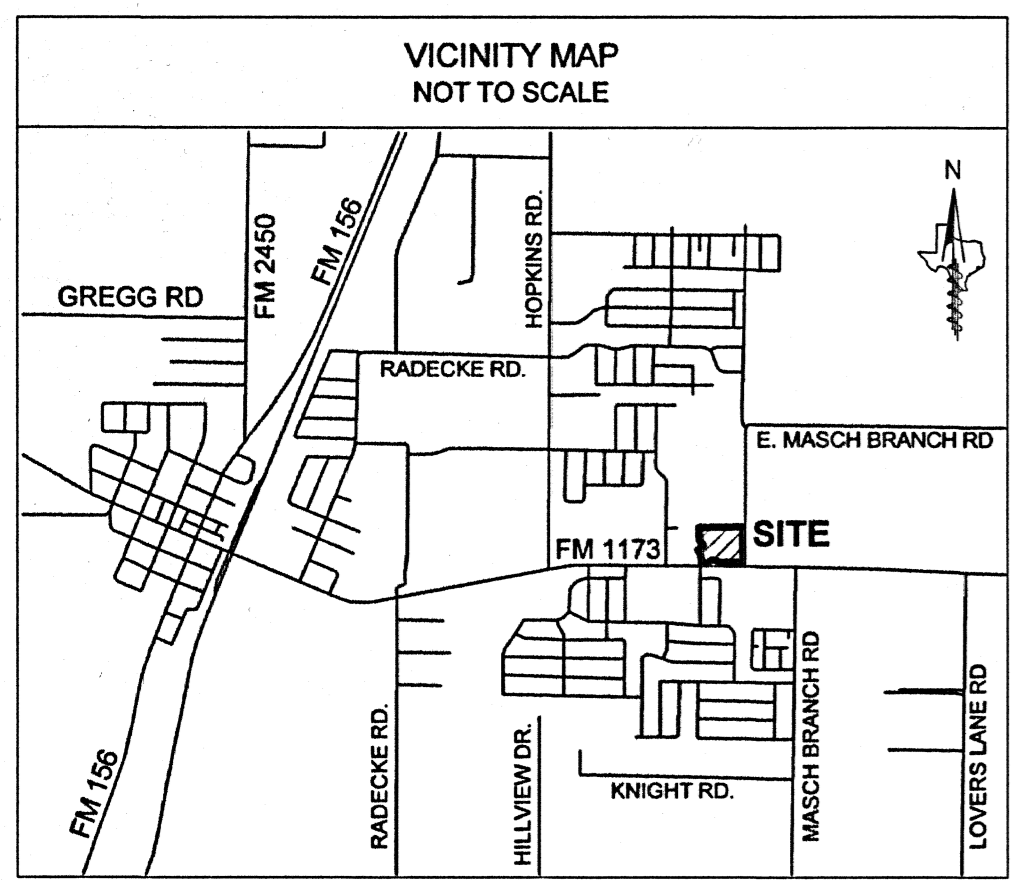 VICINITY MAP
NOT TO SCALE
N
FM 2450
FM 156
HOPKINS RD.
GREGG RD
RADECKE RD.
E. MASCH BRANCH RD
SITE
FM 1173
FM 156
RADECKE RD.
HILLVIEW DR.
KNIGHT RD.
MASCH BRANCH RD
LOVERS LANE RD